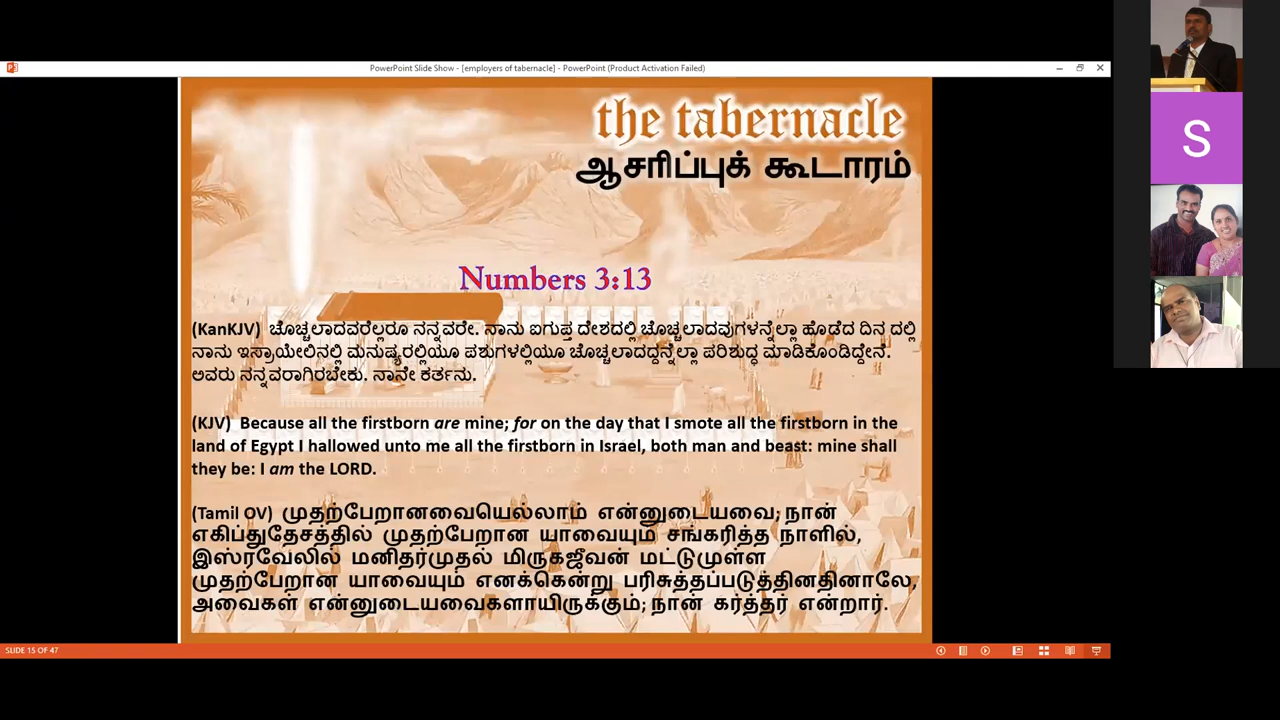 PowerPoint Slide Show - [employers of tabernacle] - PowerPoint (Product Activation Failed)
the tabernacle
ஆசரிப்புக் கூடாரம்
Numbers 3:13
(KanKJV) ಚೊಚ್ಚಲಾದವರೆಲ್ಲರೂ ನನ್ನವರೇ. ನಾನು ಐಗುಪ್ತ ದೇಶದಲ್ಲಿ ಚೊಚ್ಚಲಾದವುಗಳನ್ನೆಲ್ಲಾ ಹೊಡೆದ ದಿನ ದಲ್ಲಿ
ನಾನು ಇಸ್ರಾಯೇಲಿನಲ್ಲಿ ಮನುಷ್ಯರಲ್ಲಿಯೂ ಪಶುಗಳಲ್ಲಿಯೂ ಚೊಚ್ಚಲಾದದ್ದನ್ನೆಲ್ಲಾ ಪರಿಶುದ್ಧ ಮಾಡಿಕೊಂಡಿದ್ದೇನೆ.
ಅವರು ನನ್ನವರಾಗಿರಬೇಕು. ನಾನೇ ಕರ್ತನು.
(KJV) Because all the firstborn are mine; for on the day that I smote all the firstborn in the
land of Egypt I hallowed unto me all the firstborn in Israel, both man and beast: mine shall
they be: I am the LORD.
(Tamil OV) முதற்பேறானவையெல்லாம் என்னுடையவை; நான்
எகிப்துதேசத்தில் முதற்பேறான யாவையும் சங்கரித்த நாளில்,
இஸ்ரவேலில் மனிதர்முதல் மிருகஜீவன் மட்டுமுள்ள
முதற்பேறான யாவையும் எனக்கென்று பரிசுத்தப்படுத்தினதினாலே,
அவைகள் என்னுடையவைகளாயிருக்கும்; நான் கர்த்தர் என்றார்.
SLIDE 15 OF 47
S